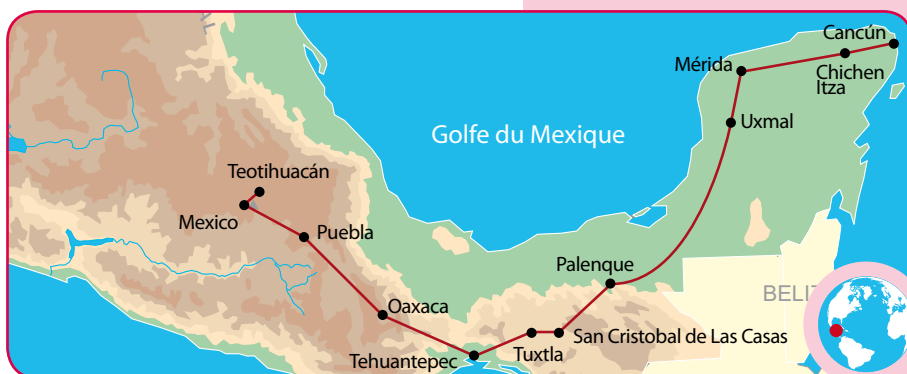 Cancún
Mérida
Chichen
Itza
Uxmal
Golfe du Mexique
Teotihuacán
Mexico
Puebla
Palenque
Oaxaca
San Cristobal de Las Casas
Tuxtla
Tehuantepec